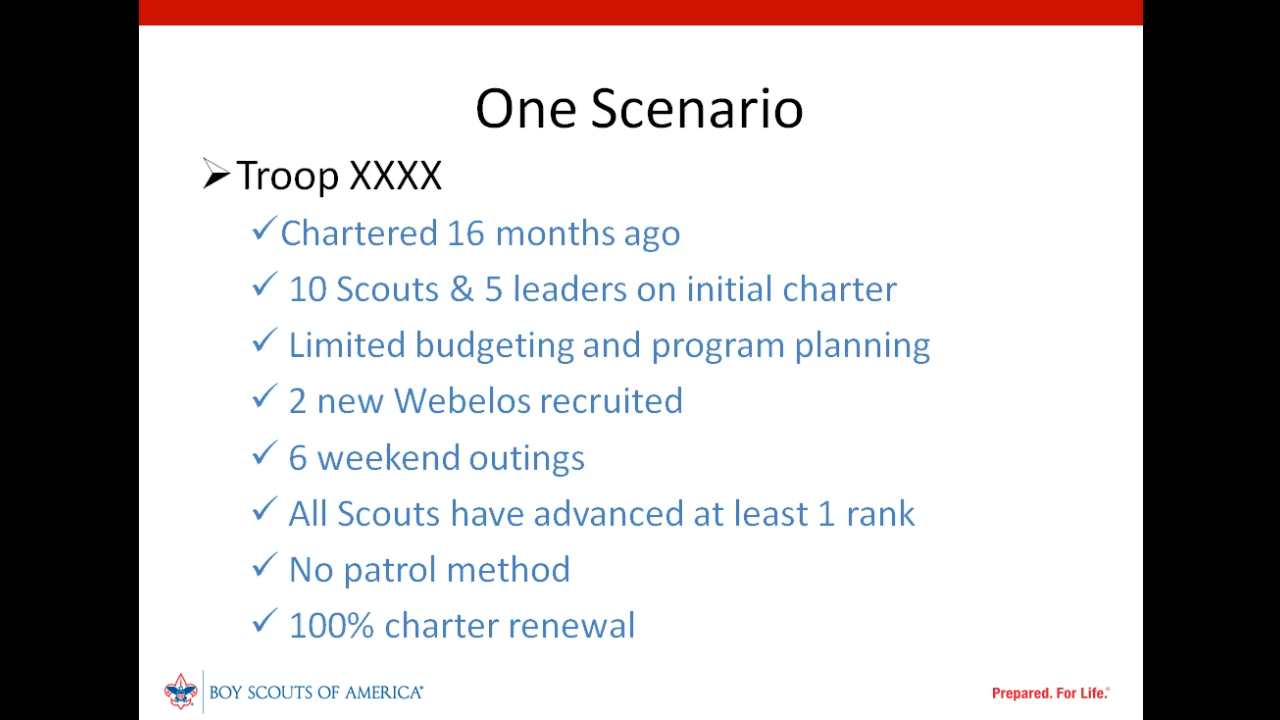 One Scenario
Troop XXXX
Chartered 16 months ago
10 Scouts & 5 leaders on initial charter
Limited budgeting and program planning
2 new Webelos recruited
6 weekend outings
All Scouts have advanced at least 1 rank
No patrol method
100% charter renewal
BOY SCOUTS OF AMERICA®
Prepared. For Life.®